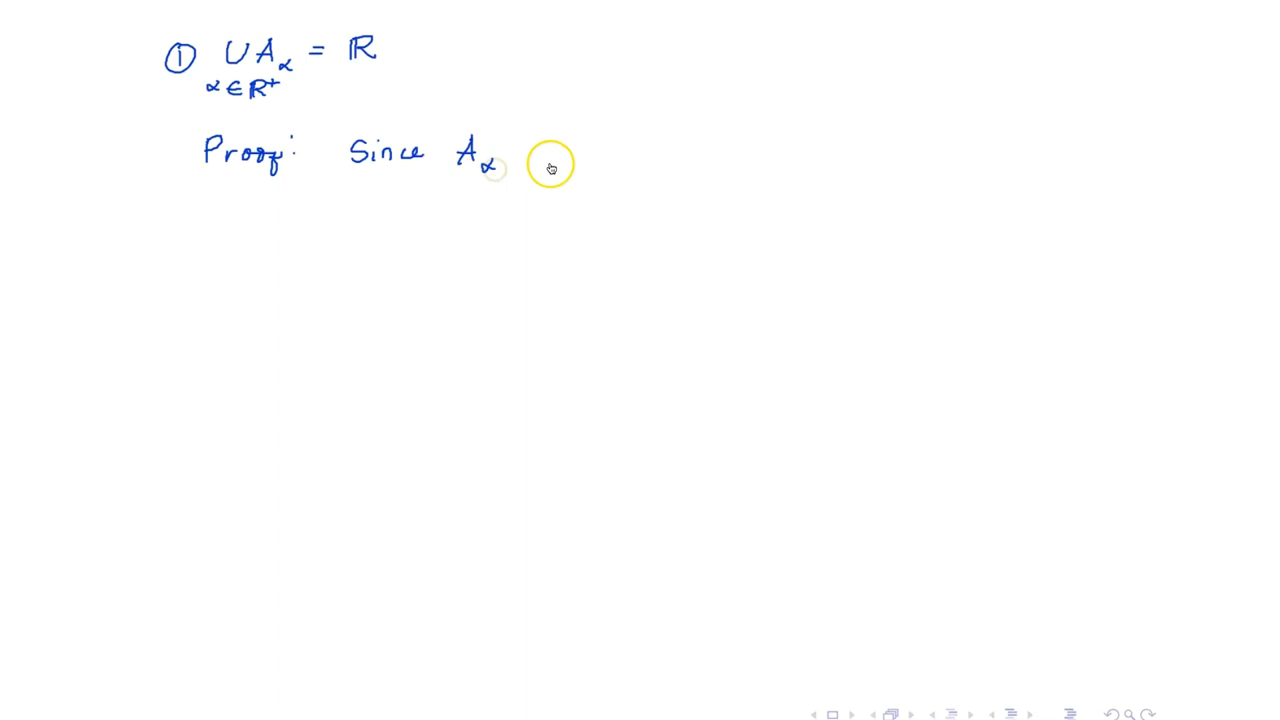 ① ∪A_α = ℝ
α∈ℝ⁺
Proof: Since A_α